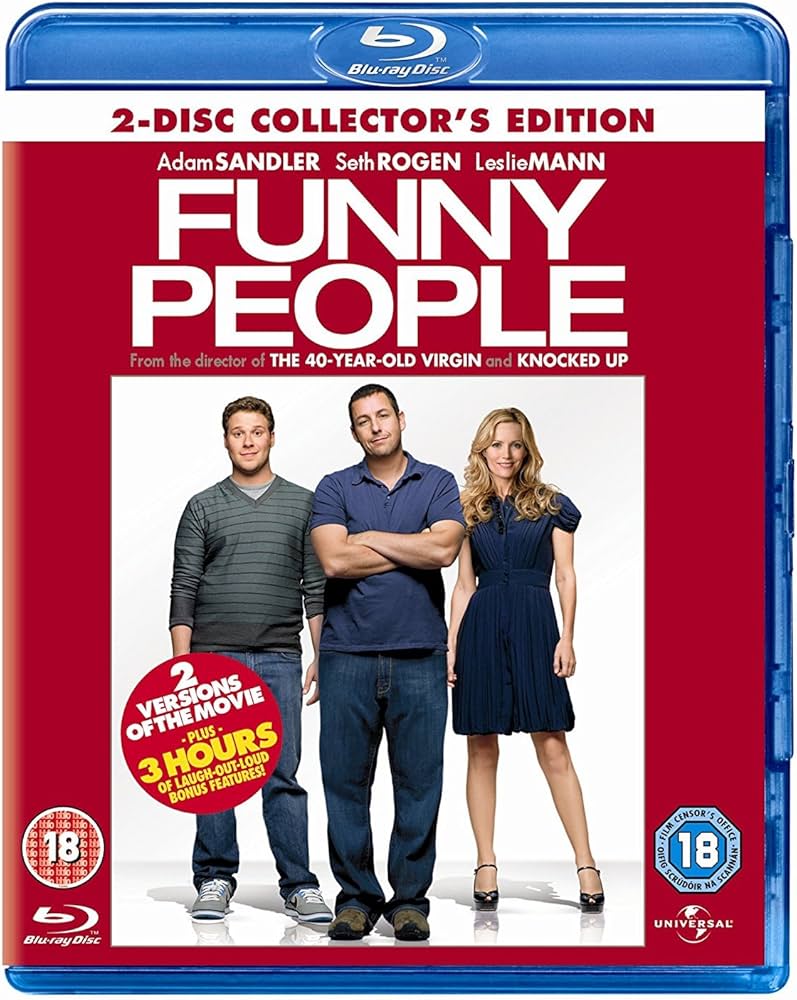 Blu-ray Disc
TM
2-DISC COLLECTOR'S EDITION
Adam SANDLER Seth ROGEN Leslie MANN
FUNNY
PEOPLE
From the director of THE 40-YEAR-OLD VIRGIN and KNOCKED UP
2
VERSIONS
OF THE MOVIE
- PLUS -
3 HOURS
OF LAUGH-OUT-LOUD
BONUS FEATURES!
18
Blu-ray Disc
FILM CENSOR'S OFFICE
18
OIFIG SCRÚDÓIR NA SCANNÁN
UNIVERSAL